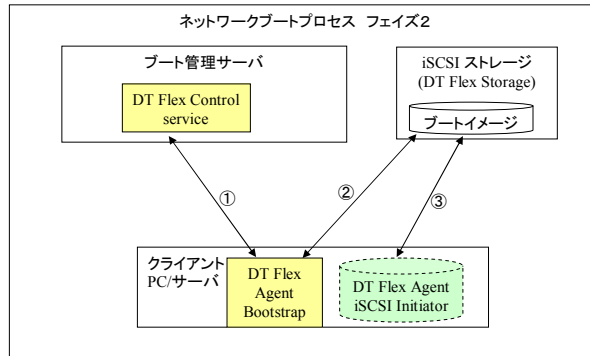 ネットワークブートプロセス フェイズ2
ブート管理サーバ
DT Flex Control
service
iSCSI ストレージ
(DT Flex Storage)
ブートイメージ
①
②
③
クライアント
PC/サーバ
DT Flex
Agent
Bootstrap
DT Flex Agent
iSCSI Initiator